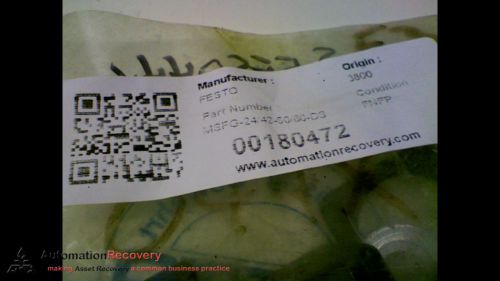 Manufacturer :
FESTO
Origin :
3800
Part Number
MSFG-24/42-50/60-DS
Condition
FNFP
00180472
www.automationrecovery.com
AutomationRecovery
making Asset Recovery a common business practice